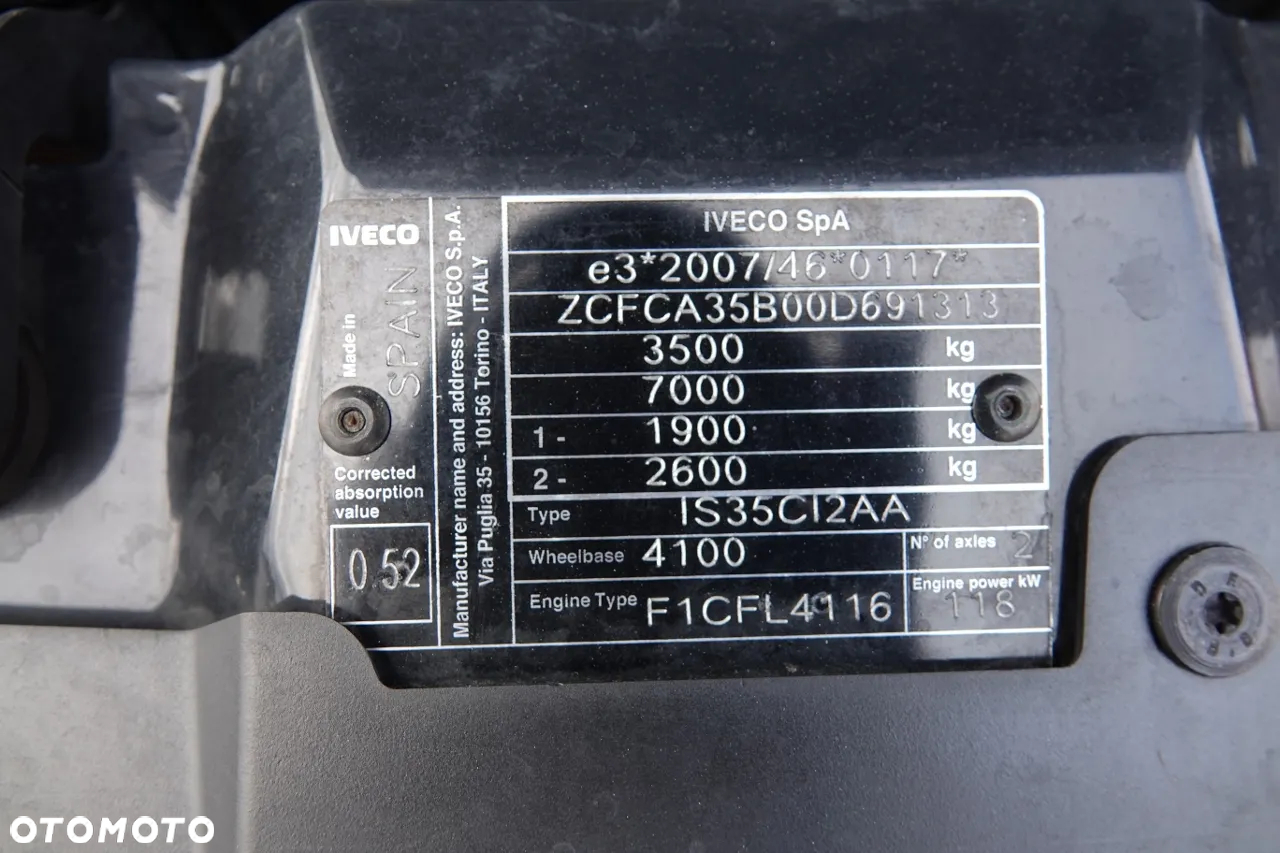 IVECO
Made in
SPAIN
Corrected
absorption
value
0.52
Manufacturer name and address: IVECO S.p.A.
Via Puglia 35 - 10156 Torino - ITALY
IVECO SpA
e3*2007/46*0117*
ZCFCA35B00D691313
3500 kg
7000 kg
1- 1900 kg
2- 2600 kg
Type IS35CI2AA
Wheelbase 4100 N° of axles 2
Engine Type F1CFL4116 Engine power kW 118
OTOMOTO